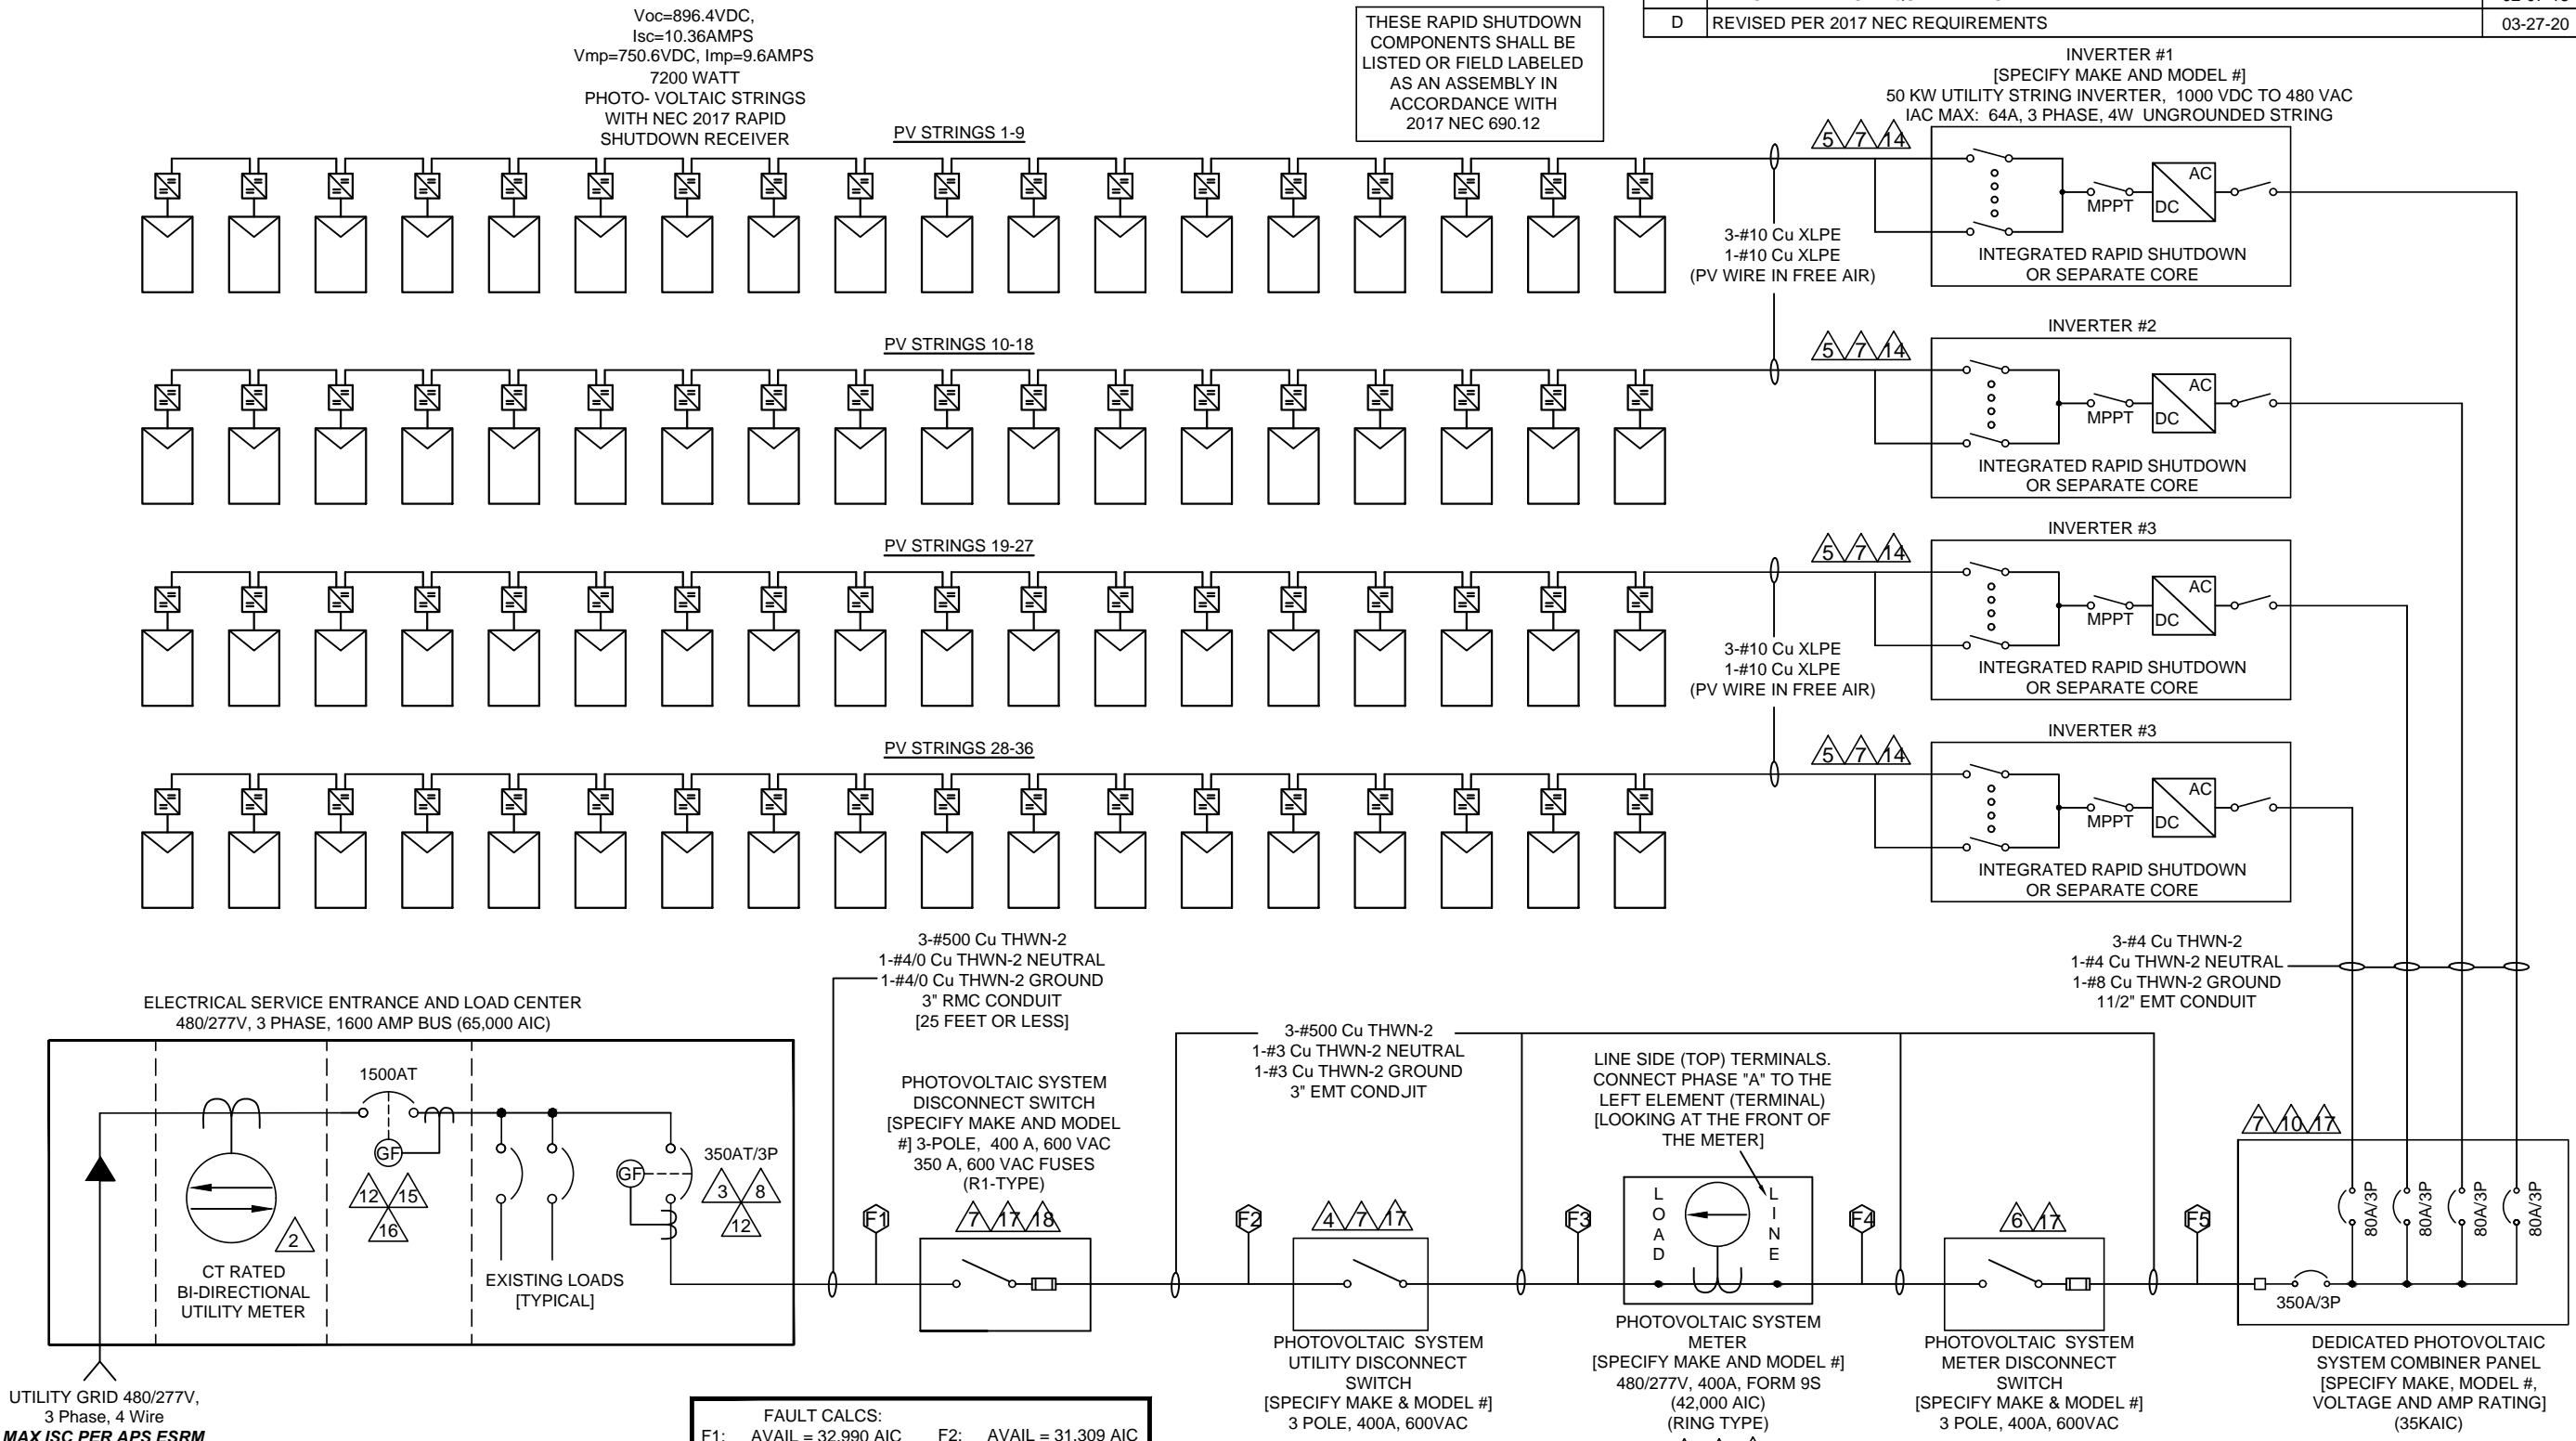 Voc=896.4VDC,
Isc=10.36AMPS
Vmp=750.6VDC, Imp=9.6AMPS
7200 WATT
PHOTO- VOLTAIC STRINGS
WITH NEC 2017 RAPID
SHUTDOWN RECEIVER
THESE RAPID SHUTDOWN
COMPONENTS SHALL BE
LISTED OR FIELD LABELED
AS AN ASSEMBLY IN
ACCORDANCE WITH
2017 NEC 690.12
D REVISED PER 2017 NEC REQUIREMENTS 03-27-20
INVERTER #1
[SPECIFY MAKE AND MODEL #]
50 KW UTILITY STRING INVERTER, 1000 VDC TO 480 VAC
IAC MAX: 64A, 3 PHASE, 4W UNGROUNDED STRING
PV STRINGS 1-9
5 7 14
MPPT
AC
DC
INTEGRATED RAPID SHUTDOWN
OR SEPARATE CORE
3-#10 Cu XLPE
1-#10 Cu XLPE
(PV WIRE IN FREE AIR)
PV STRINGS 10-18
5 7 14
INVERTER #2
MPPT
AC
DC
INTEGRATED RAPID SHUTDOWN
OR SEPARATE CORE
PV STRINGS 19-27
5 7 14
INVERTER #3
MPPT
AC
DC
INTEGRATED RAPID SHUTDOWN
OR SEPARATE CORE
3-#10 Cu XLPE
1-#10 Cu XLPE
(PV WIRE IN FREE AIR)
PV STRINGS 28-36
5 7 14
INVERTER #3
MPPT
AC
DC
INTEGRATED RAPID SHUTDOWN
OR SEPARATE CORE
3-#500 Cu THWN-2
1-#4/0 Cu THWN-2 NEUTRAL
1-#4/0 Cu THWN-2 GROUND
3" RMC CONDUIT
[25 FEET OR LESS]
3-#4 Cu THWN-2
1-#4 Cu THWN-2 NEUTRAL
1-#8 Cu THWN-2 GROUND
11/2" EMT CONDUIT
ELECTRICAL SERVICE ENTRANCE AND LOAD CENTER
480/277V, 3 PHASE, 1600 AMP BUS (65,000 AIC)
3-#500 Cu THWN-2
1-#3 Cu THWN-2 NEUTRAL
1-#3 Cu THWN-2 GROUND
3" EMT CONDJIT
LINE SIDE (TOP) TERMINALS.
CONNECT PHASE "A" TO THE
LEFT ELEMENT (TERMINAL)
[LOOKING AT THE FRONT OF
THE METER]
1500AT
GF
12 15
16
2
CT RATED
BI-DIRECTIONAL
UTILITY METER
EXISTING LOADS
[TYPICAL]
GF
350AT/3P
3 8
12
F1
PHOTOVOLTAIC SYSTEM
DISCONNECT SWITCH
[SPECIFY MAKE AND MODEL
#] 3-POLE, 400 A, 600 VAC
350 A, 600 VAC FUSES
(R1-TYPE)
7 17 18
F2
4 7 17
PHOTOVOLTAIC SYSTEM
UTILITY DISCONNECT
SWITCH
[SPECIFY MAKE & MODEL #]
3 POLE, 400A, 600VAC
F3
LOAD
LINE
PHOTOVOLTAIC SYSTEM
METER
[SPECIFY MAKE AND MODEL #]
480/277V, 400A, FORM 9S
(42,000 AIC)
(RING TYPE)
F4
6 17
PHOTOVOLTAIC SYSTEM
METER DISCONNECT
SWITCH
[SPECIFY MAKE & MODEL #]
3 POLE, 400A, 600VAC
F5
7 10 17
80A/3P
80A/3P
80A/3P
80A/3P
350A/3P
DEDICATED PHOTOVOLTAIC
SYSTEM COMBINER PANEL
[SPECIFY MAKE, MODEL #,
VOLTAGE AND AMP RATING]
(35KAIC)
UTILITY GRID 480/277V,
3 Phase, 4 Wire
MAX ISC PER APS ESRM
FAULT CALCS:
F1: AVAIL = 32,990 AIC F2: AVAIL = 31,309 AIC